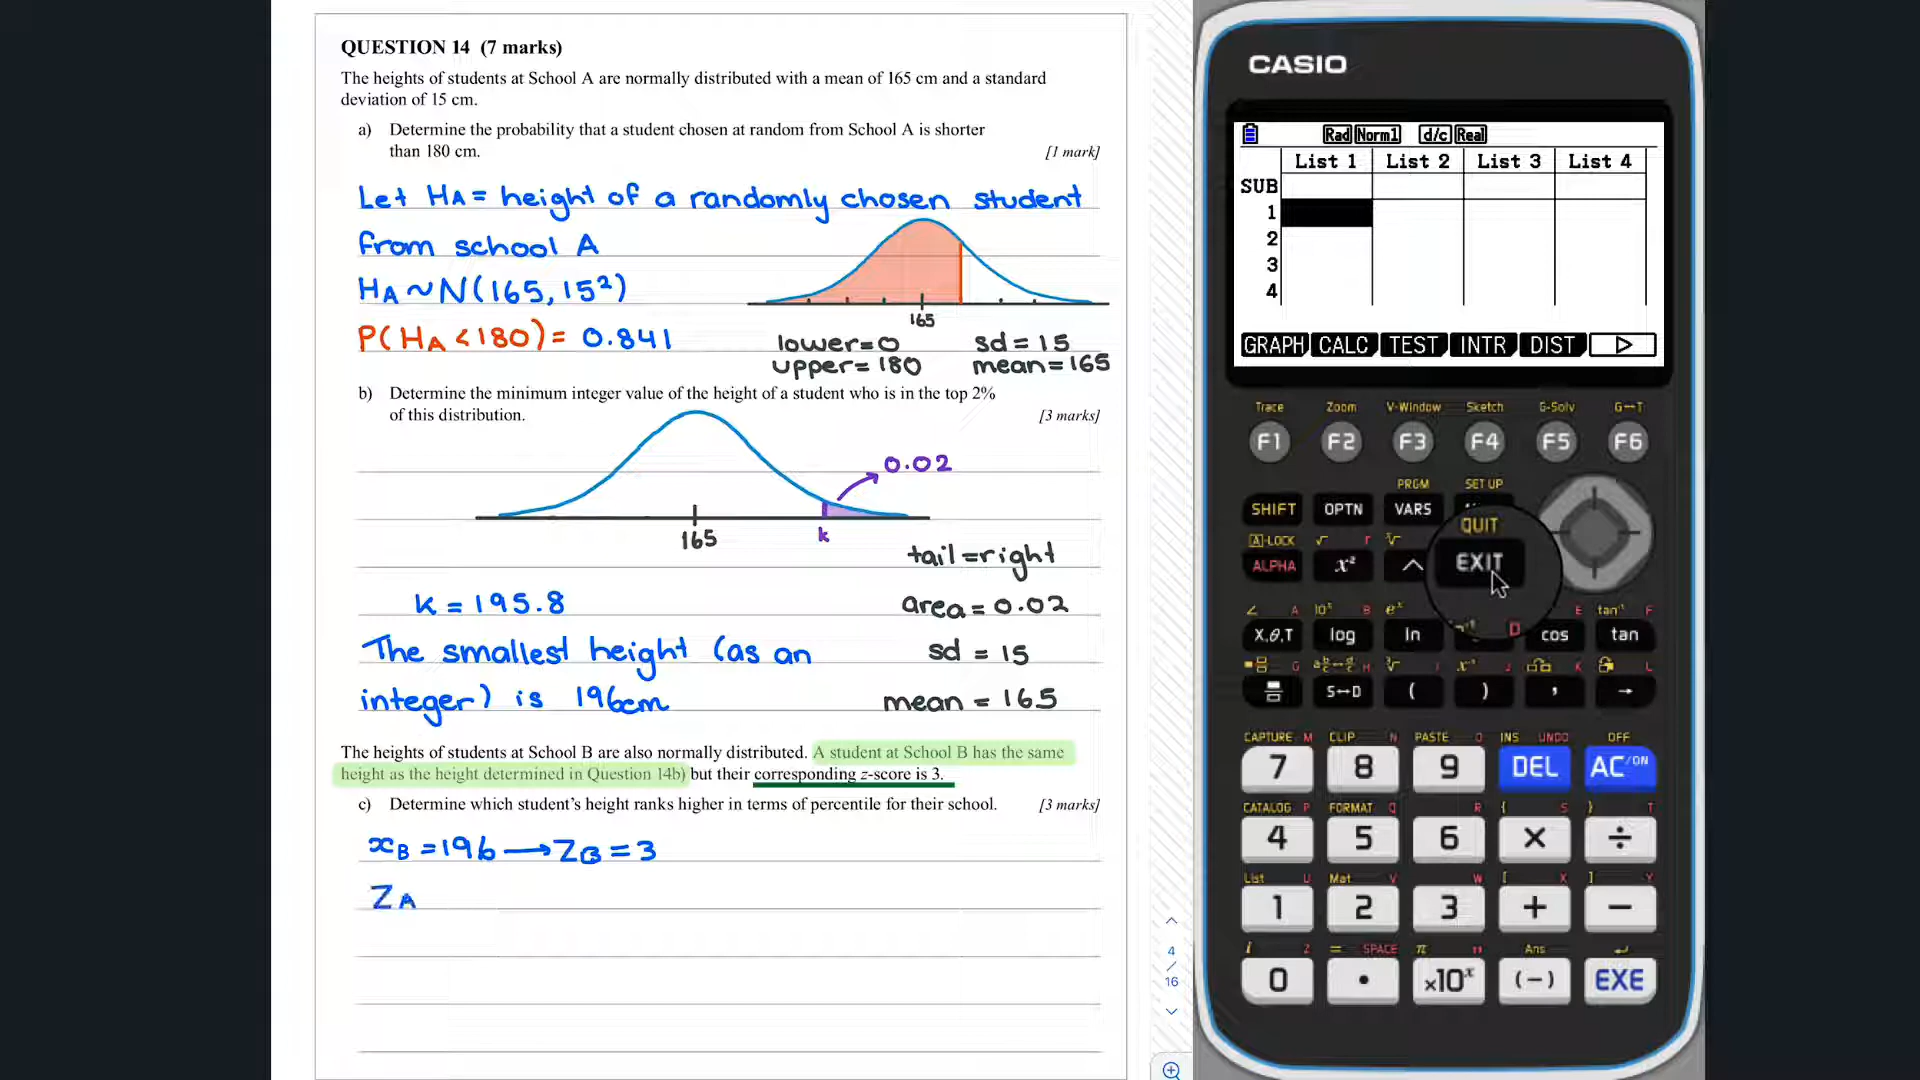 QUESTION 14 (7 marks)
The heights of students at School A are normally distributed with a mean of 165 cm and a standard
deviation of 15 cm.
a) Determine the probability that a student chosen at random from School A is shorter
than 180 cm. [1 mark]
Let HA = height of a randomly chosen student
from school A
HA ~ N(165, 15²)
165
P(HA < 180) = 0.841
lower=0 sd = 15
upper= 180 mean=165
b) Determine the minimum integer value of the height of a student who is in the top 2%
of this distribution. [3 marks]
0.02
165 k
tail=right
k = 195.8 area = 0.02
The smallest height (as an sd = 15
integer) is 196cm mean = 165
The heights of students at School B are also normally distributed. A student at School B has the same
height as the height determined in Question 14b) but their corresponding z-score is 3.
c) Determine which student's height ranks higher in terms of percentile for their school. [3 marks]
xB = 196 → ZB = 3
ZA
4
/
16
CASIO
Rad Norm1 d/c Real
List 1 List 2 List 3 List 4
SUB
1
2
3
4
GRAPH CALC TEST INTR DIST
Trace Zoom V-Window Sketch G-Solv G↔T
F1 F2 F3 F4 F5 F6
PRGM SET UP
SHIFT OPTN VARS
QUIT
A-LOCK √ r
ALPHA x² ^ EXIT
∠ A 10ˣ B eˣ D E tan⁻¹ F
X,θ,T log ln cos tan
G H I x⁻¹ J K L
S↔D ( ) , →
CAPTURE M CLIP N PASTE O INS UNDO OFF
7 8 9 DEL AC/ON
CATALOG P FORMAT Q R { S } T
4 5 6 × ÷
List U Mat V W [ X ] Y
1 2 3 + −
i Z = SPACE π " Ans
0 • ×10ˣ (−) EXE